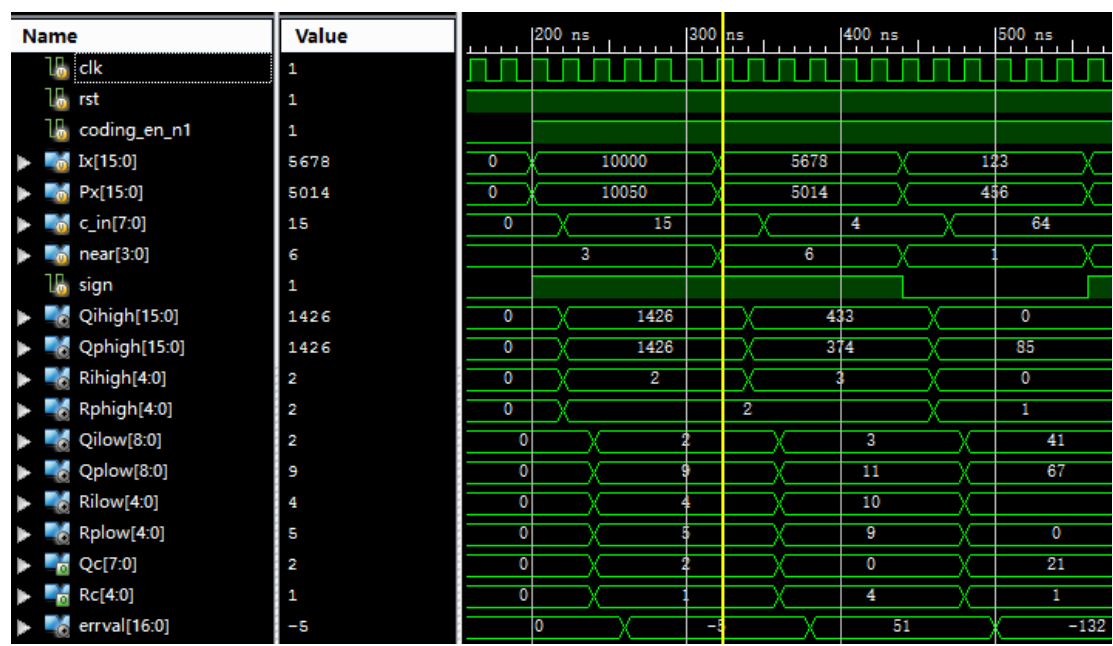 Name Value 200 ns 300 ns 400 ns 500 ns
clk 1
rst 1
coding_en_n1 1
Ix[15:0] 5678 0 10000 5678 123
Px[15:0] 5014 0 10050 5014 456
c_in[7:0] 15 0 15 4 64
near[3:0] 6 3 6 1
sign 1
Qihigh[15:0] 1426 0 1426 433 0
Qphigh[15:0] 1426 0 1426 374 85
Rihigh[4:0] 2 0 2 3 0
Rphigh[4:0] 2 0 2 1
Qilow[8:0] 2 0 2 3 41
Qplow[8:0] 9 0 9 11 67
Rilow[4:0] 4 0 4 10
Rplow[4:0] 5 0 5 9 0
Qc[7:0] 2 0 2 0 21
Rc[4:0] 1 0 1 4 1
errval[16:0] -5 0 -5 51 -132